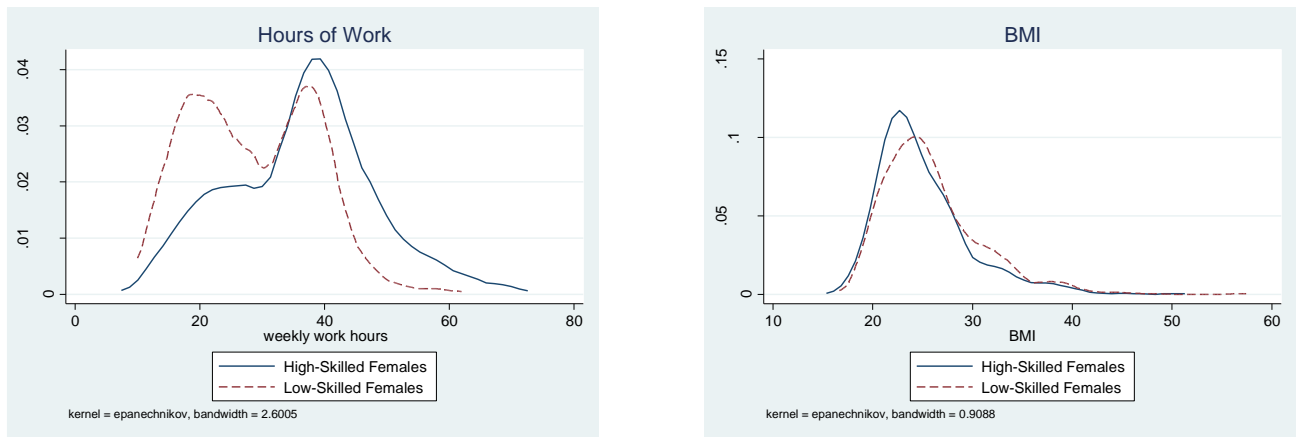 Hours of Work
.04
.03
.02
.01
0
0 20 40 60 80
weekly work hours
High-Skilled Females
Low-Skilled Females
kernel = epanechnikov, bandwidth = 2.6005
BMI
.15
.1
.05
0
10 20 30 40 50 60
BMI
High-Skilled Females
Low-Skilled Females
kernel = epanechnikov, bandwidth = 0.9088